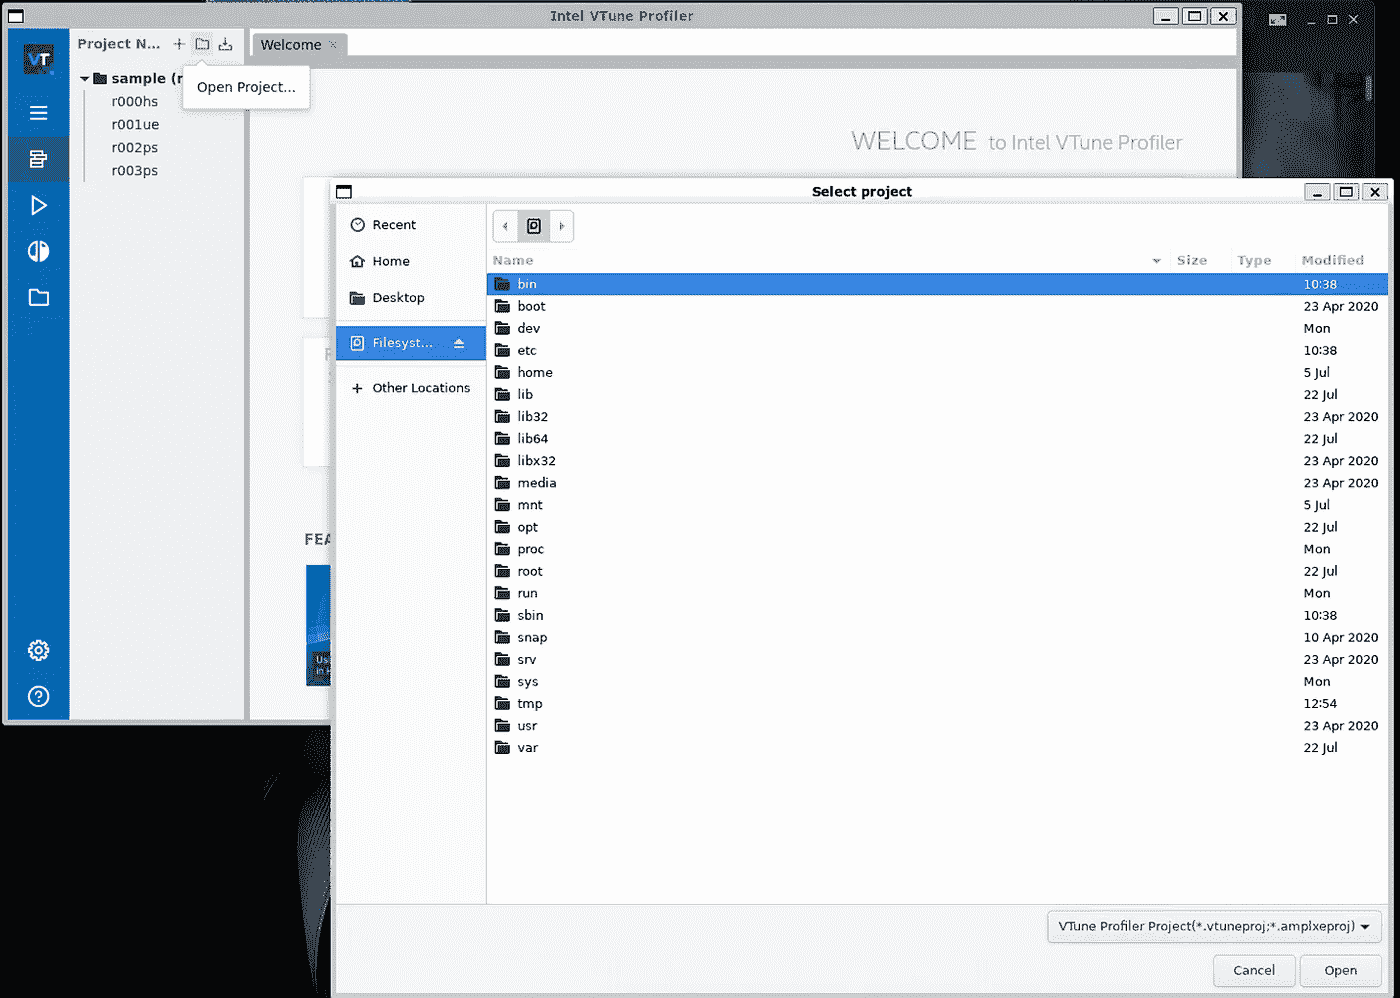 Intel VTune Profiler
VT
Project N...
Welcome
Open Project...
sample (r
r000hs
r001ue
r002ps
r003ps
WELCOME to Intel VTune Profiler
FEA
Us
in
Select project
Recent
Home
Desktop
Filesyst...
Other Locations
Name Size Type Modified
bin 10:38
boot 23 Apr 2020
dev Mon
etc 10:38
home 5 Jul
lib 22 Jul
lib32 23 Apr 2020
lib64 22 Jul
libx32 23 Apr 2020
media 23 Apr 2020
mnt 5 Jul
opt 22 Jul
proc Mon
root 22 Jul
run Mon
sbin 10:38
snap 10 Apr 2020
srv 23 Apr 2020
sys Mon
tmp 12:54
usr 23 Apr 2020
var 22 Jul
VTune Profiler Project(*.vtuneproj;*.amplxeproj)
Cancel Open